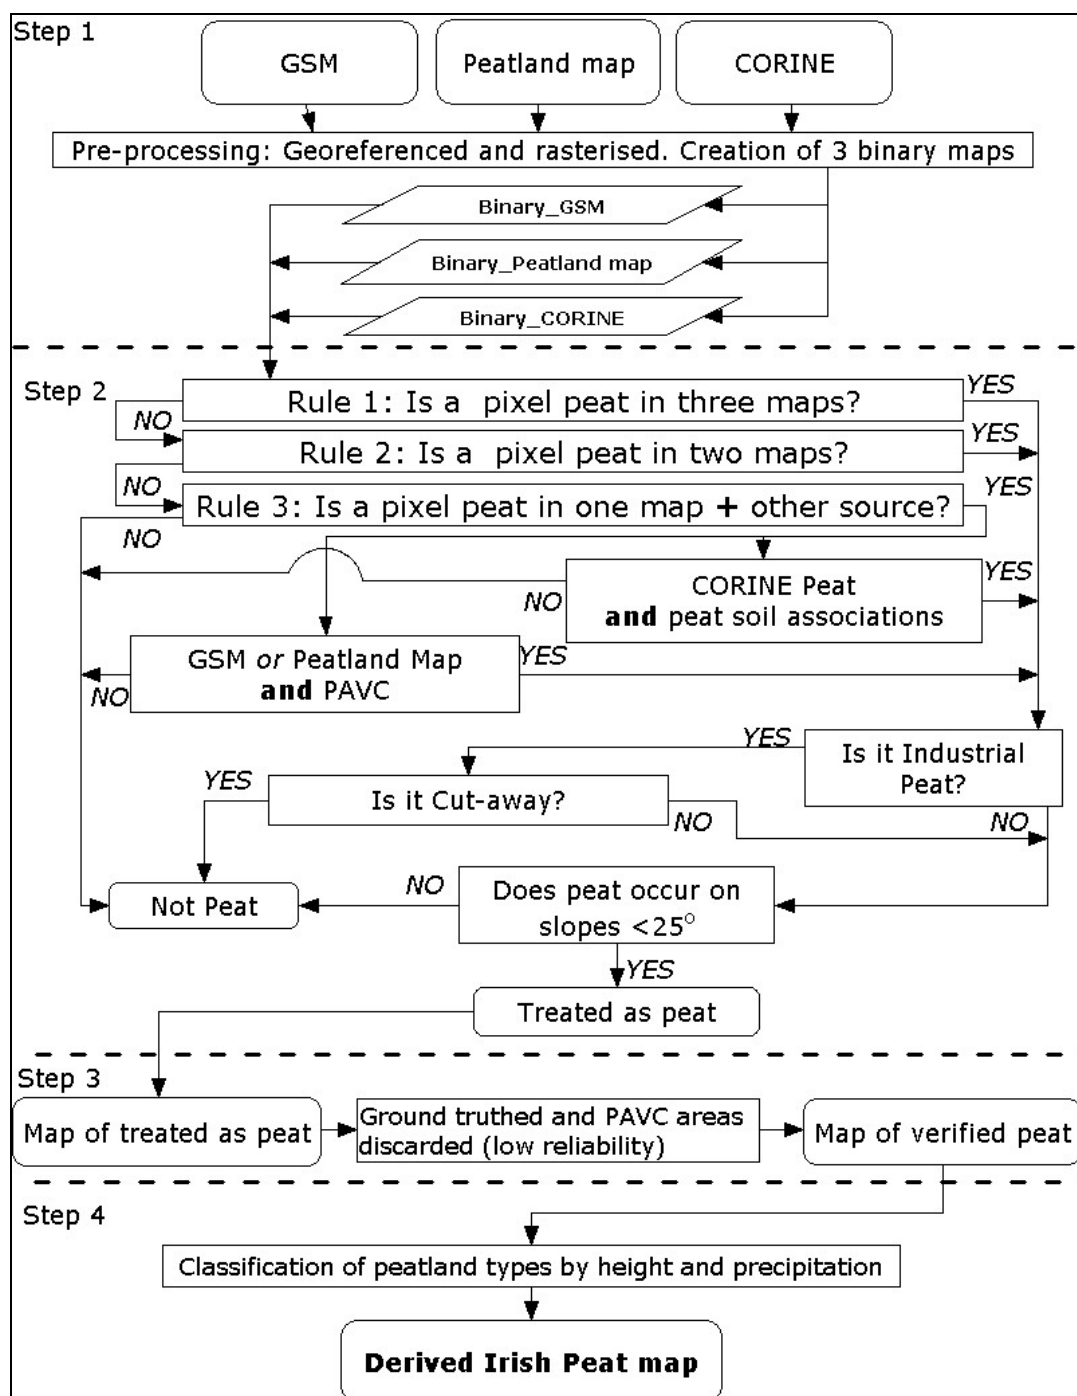 Step 1
GSM
Peatland map
CORINE
Pre-processing: Georeferenced and rasterised. Creation of 3 binary maps
Binary_GSM
Binary_Peatland map
Binary_CORINE
Step 2
Rule 1: Is a pixel peat in three maps?
YES
NO
Rule 2: Is a pixel peat in two maps?
YES
NO
Rule 3: Is a pixel peat in one map + other source?
YES
NO
CORINE Peat
and peat soil associations
YES
NO
GSM or Peatland Map
and PAVC
YES
NO
Is it Industrial
Peat?
YES
NO
Is it Cut-away?
YES
NO
Not Peat
NO
Does peat occur on
slopes <25°
YES
Treated as peat
Step 3
Map of treated as peat
Ground truthed and PAVC areas
discarded (low reliability)
Map of verified peat
Step 4
Classification of peatland types by height and precipitation
Derived Irish Peat map